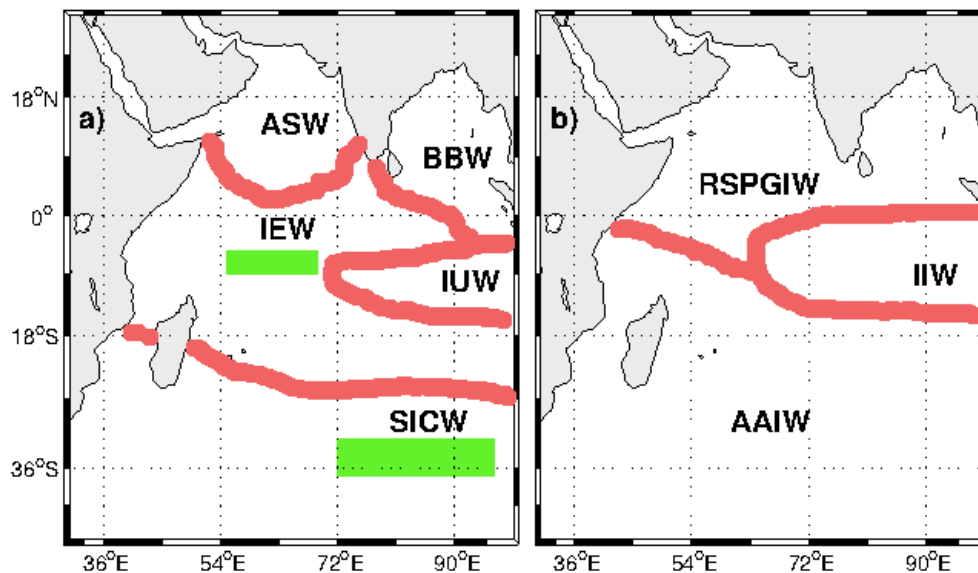 a)
ASW
BBW
IEW
IUW
SICW
18°N
0°
18°S
36°S
36°E
54°E
72°E
90°E
b)
RSPGIW
IIW
AAIW
36°E
54°E
72°E
90°E